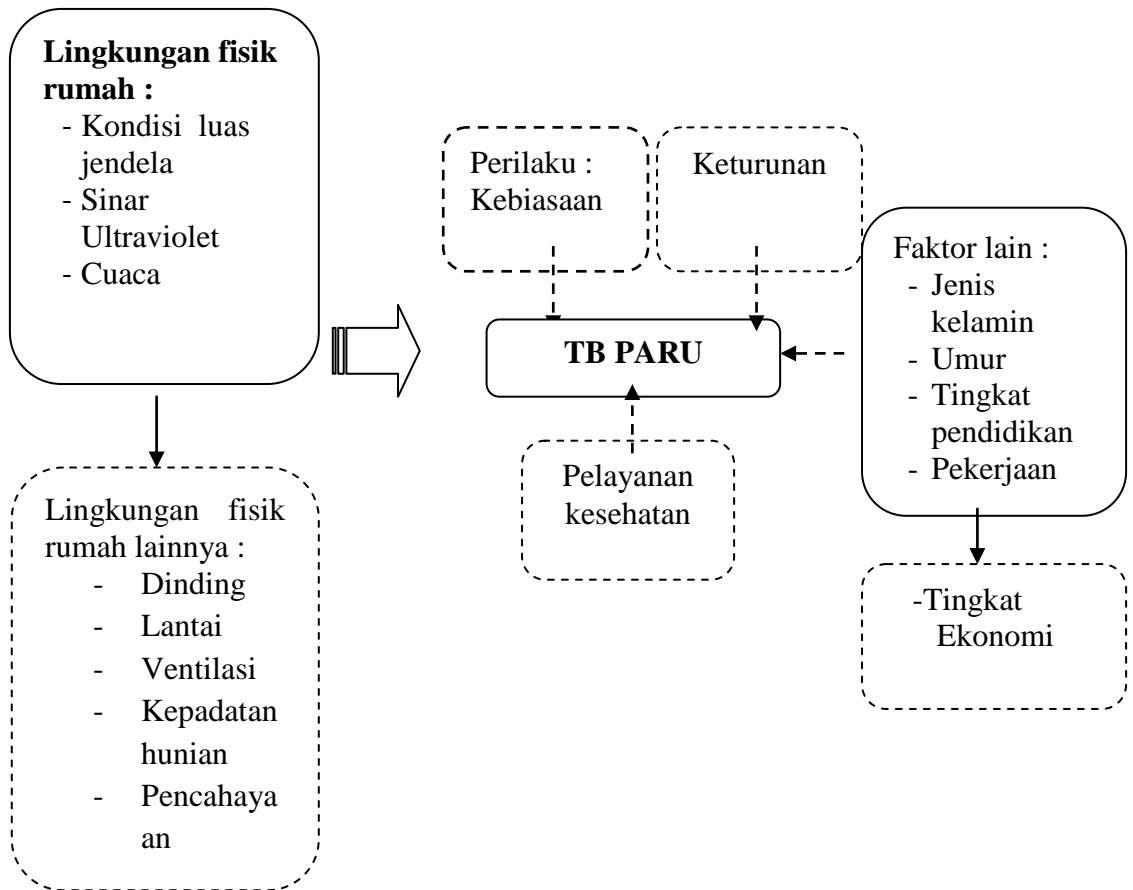 Lingkungan fisik
rumah :
- Kondisi luas
jendela
- Sinar
Ultraviolet
- Cuaca
Perilaku :
Kebiasaan
Keturunan
Faktor lain :
- Jenis
kelamin
- Umur
- Tingkat
pendidikan
- Pekerjaan
TB PARU
Pelayanan
kesehatan
Lingkungan fisik
rumah lainnya :
- Dinding
- Lantai
- Ventilasi
- Kepadatan
hunian
- Pencahaya
an
-Tingkat
Ekonomi